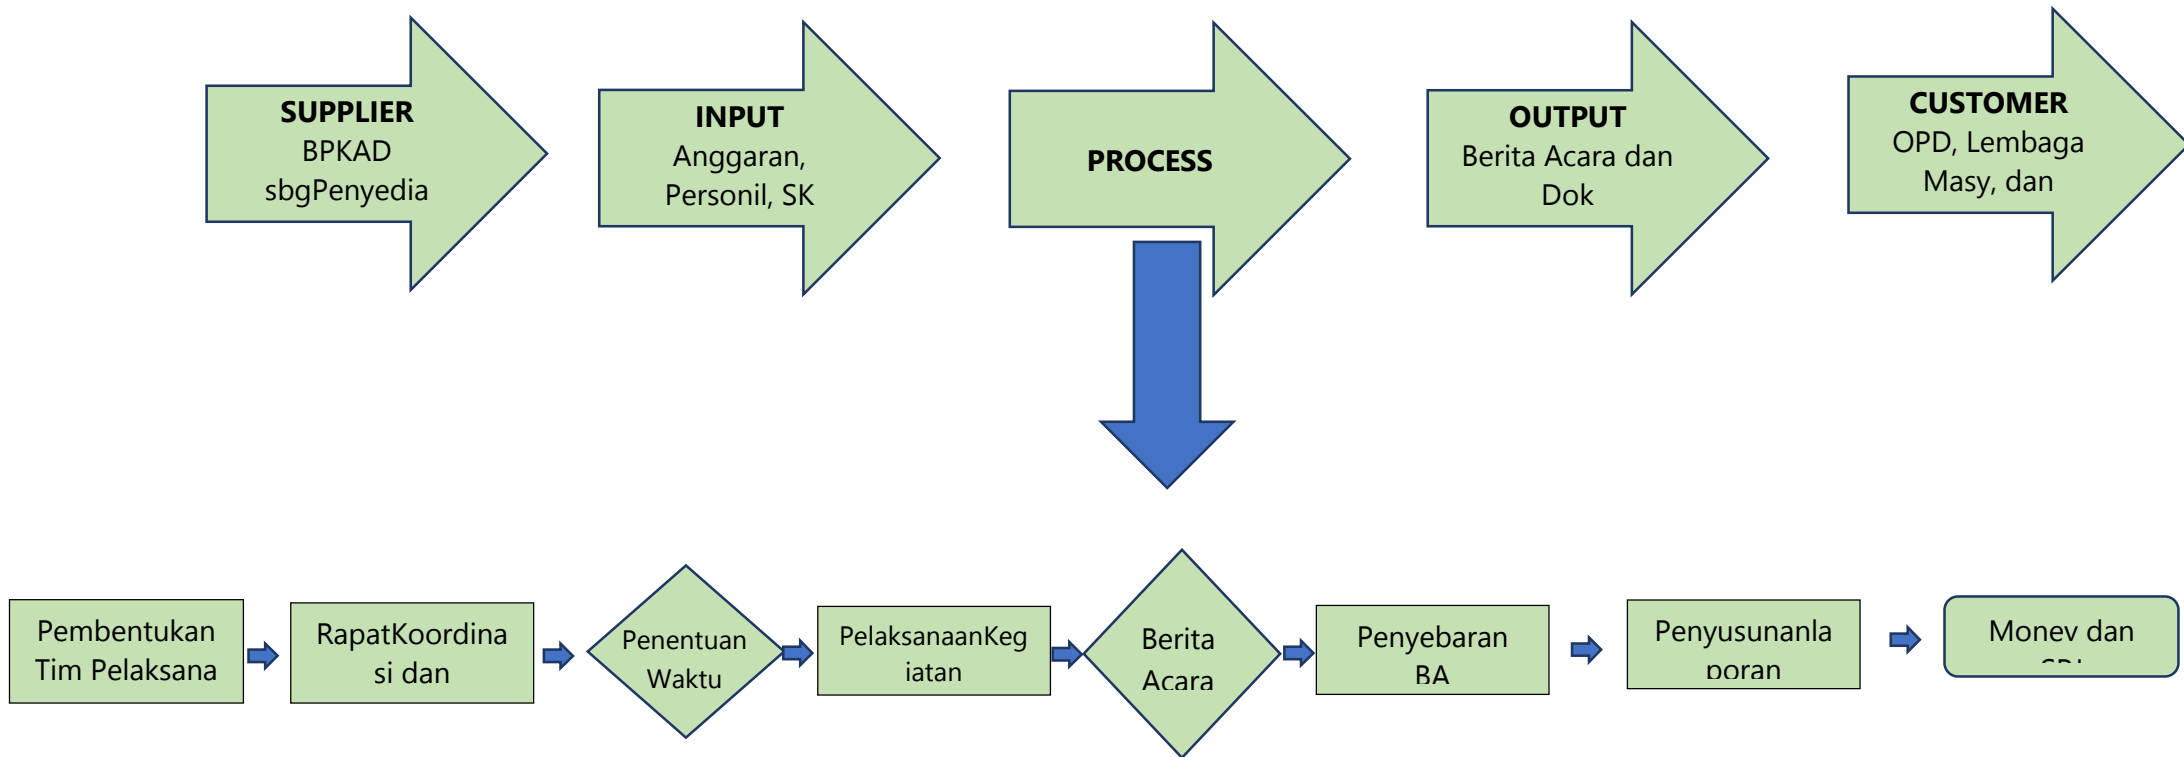 SUPPLIER
BPKAD
sbgPenyedia
INPUT
Anggaran,
Personil, SK
PROCESS
OUTPUT
Berita Acara dan
Dok
CUSTOMER
OPD, Lembaga
Masy, dan
Pembentukan
Tim Pelaksana
RapatKoordina
si dan
Penentuan
Waktu
PelaksanaanKeg
iatan
Berita
Acara
Penyebaran
BA
Penyusunanla
poran
Monev dan